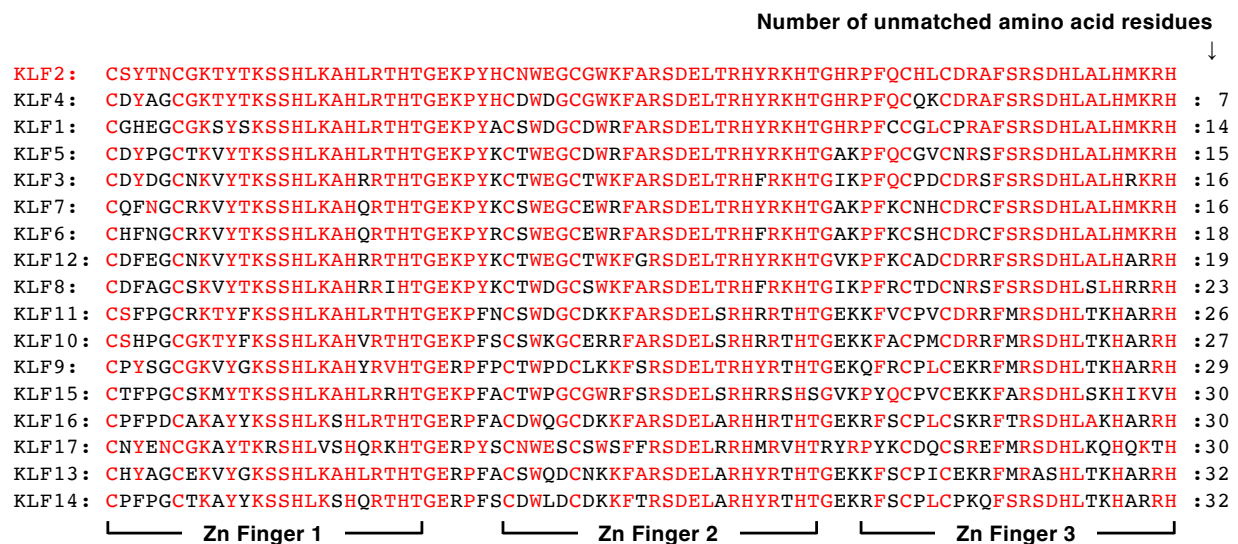 Number of unmatched amino acid residues
↓
KLF2: CSYTNCGKTYTKSSHLKAHLRTHTGEKPYHCNWEGCGWKFARSDELTRHYRKHTGHRPFQCHLCDRAFSRSDHLALHMKRH
KLF4: CDYAGCGKTYTKSSHLKAHLRTHTGEKPYHCDWDGCGWKFARSDELTRHYRKHTGHRPFQCQKCDRAFSRSDHLALHMKRH : 7
KLF1: CGHEGCGKSYSKSSHLKAHLRTHTGEKPYACSWDGCDWRFARSDELTRHYRKHTGHRPFCCGLCPRAFSRSDHLALHMKRH :14
KLF5: CDYPGCTKVYTKSSHLKAHLRTHTGEKPYKCTWEGCDWRFARSDELTRHYRKHTGAKPFQCGVCNRSFSRSDHLALHMKRH :15
KLF3: CDYDGCNKVYTKSSHLKAHRRTHTGEKPYKCTWEGCTWKFARSDELTRHFRKHTGIKPFQCPDCDRSFSRSDHLALHRKRH :16
KLF7: CQFNGCRKVYTKSSHLKAHQRTHTGEKPYKCSWEGCEWRFARSDELTRHYRKHTGAKPFKCNHCDRCFSRSDHLALHMKRH :16
KLF6: CHFNGCRKVYTKSSHLKAHQRTHTGEKPYRCSWEGCEWRFARSDELTRHFRKHTGAKPFKCSHCDRCFSRSDHLALHMKRH :18
KLF12: CDFEGCNKVYTKSSHLKAHRRTHTGEKPYKCTWEGCTWKFGRSDELTRHYRKHTGVKPFKCADCDRRFSRSDHLALHARRH :19
KLF8: CDFAGCSKVYTKSSHLKAHRRIHTGEKPYKCTWDGCSWKFARSDELTRHFRKHTGIKPFRCTDCNRSFSRSDHLSLHRRRH :23
KLF11: CSFPGCRKTYFKSSHLKAHLRTHTGEKPFNCSWDGCDKKFARSDELSRHRRTHTGEKKFVCPVCDRRFMRSDHLTKHARRH :26
KLF10: CSHPGCGKTYFKSSHLKAHVRTHTGEKPFSCSWKGCERRFARSDELSRHRRTHTGEKKFACPMCDRRFMRSDHLTKHARRH :27
KLF9: CPYSGCGKVYGKSSHLKAHYRVHTGERPFPCTWPDCLKKFSRSDELTRHYRTHTGEKQFRCPLCEKRFMRSDHLTKHARRH :29
KLF15: CTFPGCSKMYTKSSHLKAHLRRHTGEKPFACTWPGCGWRFSRSDELSRHRRSHSGVKPYQCPVCEKKFARSDHLSKHIKVH :30
KLF16: CPFPDCAKAYYKSSHLKSHLRTHTGERPFACDWQGCDKKFARSDELARHHRTHTGEKRFSCPLCSKRFTRSDHLAKHARRH :30
KLF17: CNYENCGKAYTKRSHLVSHQRKHTGERPYSCNWESCSWSFFRSDELRRHMRVHTRYRPYKCDQCSREFMRSDHLKQHQKTH :30
KLF13: CHYAGCEKVYGKSSHLKAHLRTHTGERPFACSWQDCNKKFARSDELARHYRTHTGEKKFSCPICEKRFMRASHLTKHARRH :32
KLF14: CPFPGCTKAYYKSSHLKSHQRTHTGERPFSCDWLDCDKKFTRSDELARHYRTHTGEKRFSCPLCPKQFSRSDHLTKHARRH :32
Zn Finger 1 Zn Finger 2 Zn Finger 3